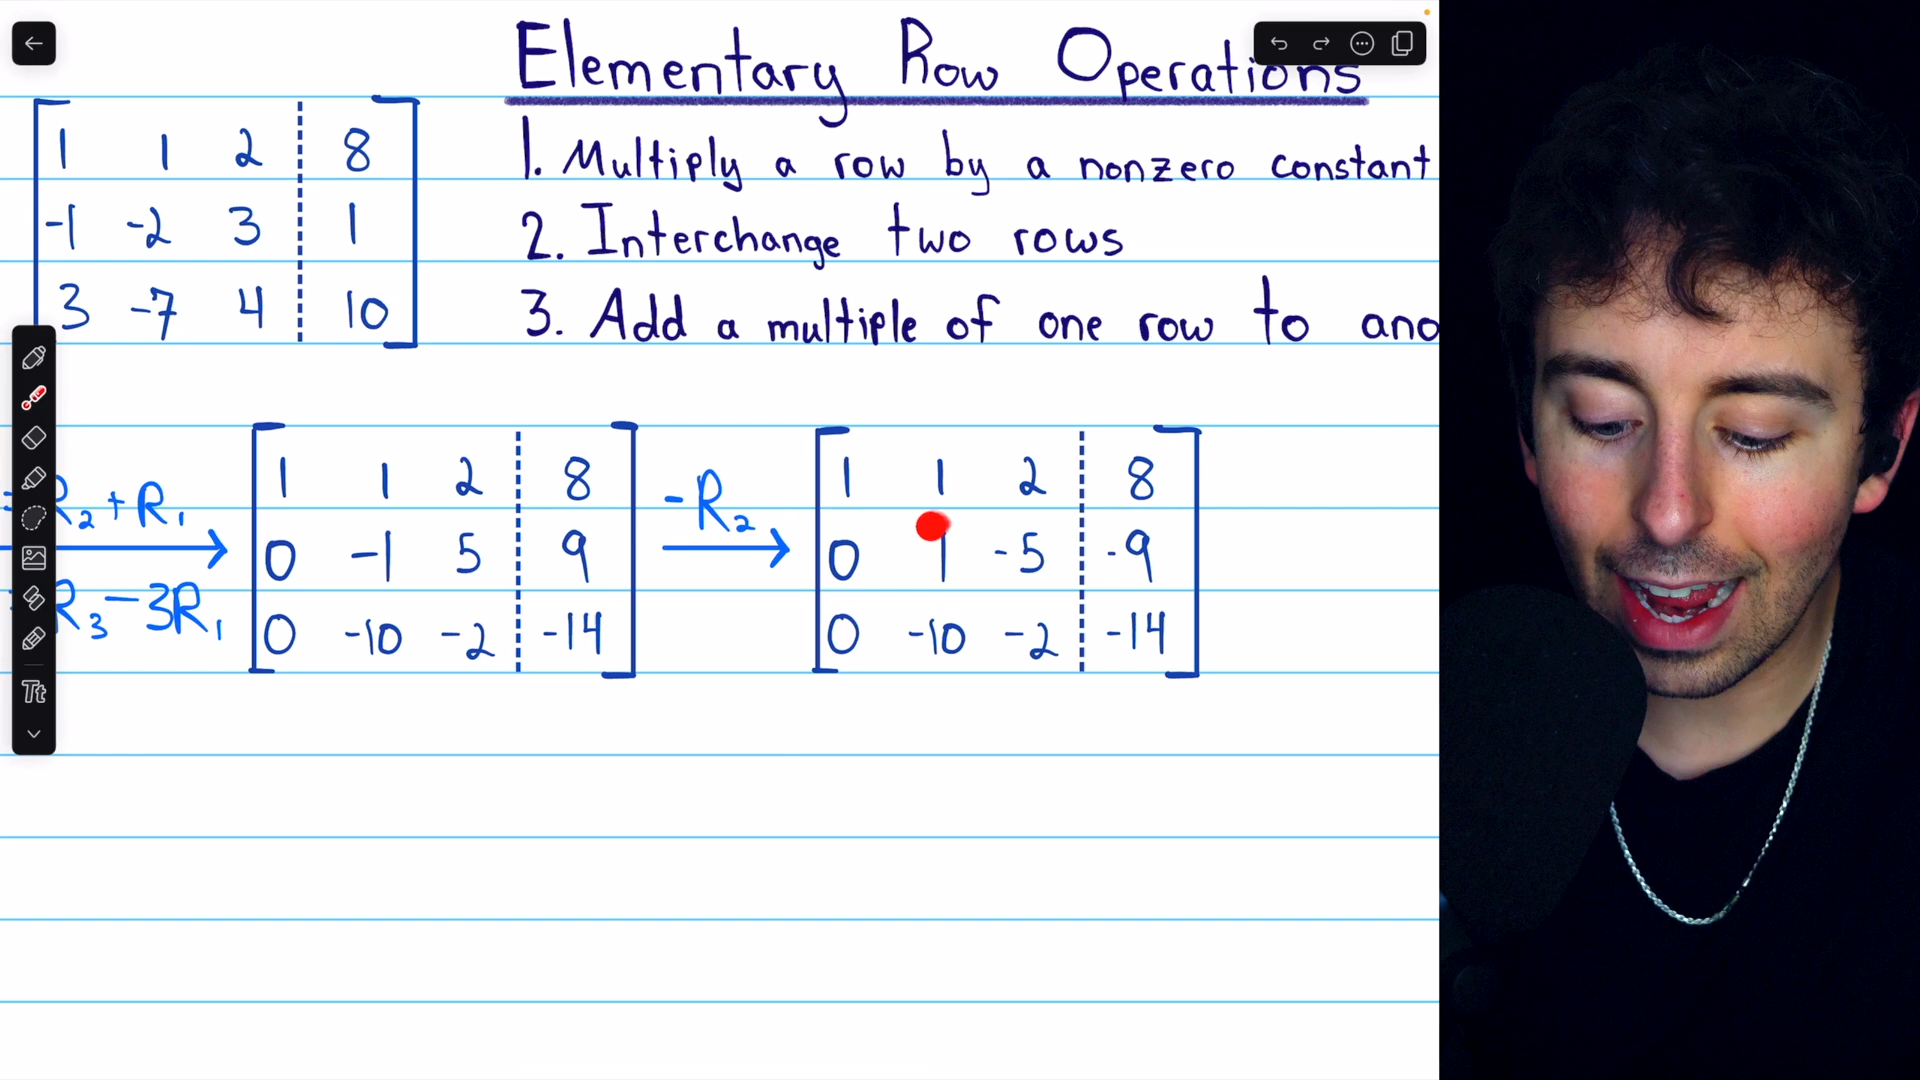 Elementary Row Operations
1 1 2 8
-1 -2 3 1
3 -7 4 10
1. Multiply a row by a nonzero constant
2. Interchange two rows
3. Add a multiple of one row to ano
R₂ + R₁
R₃ - 3R₁
1 1 2 8
0 -1 5 9
0 -10 -2 -14
-R₂
1 1 2 8
0 1 -5 -9
0 -10 -2 -14
Tt